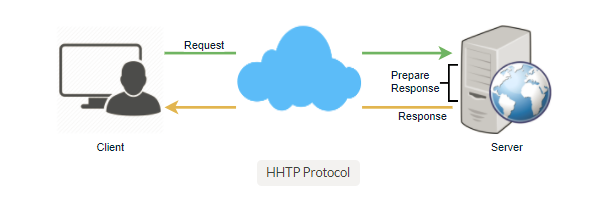 Request
Prepare
Response
Response
Client
Server
HHTP Protocol